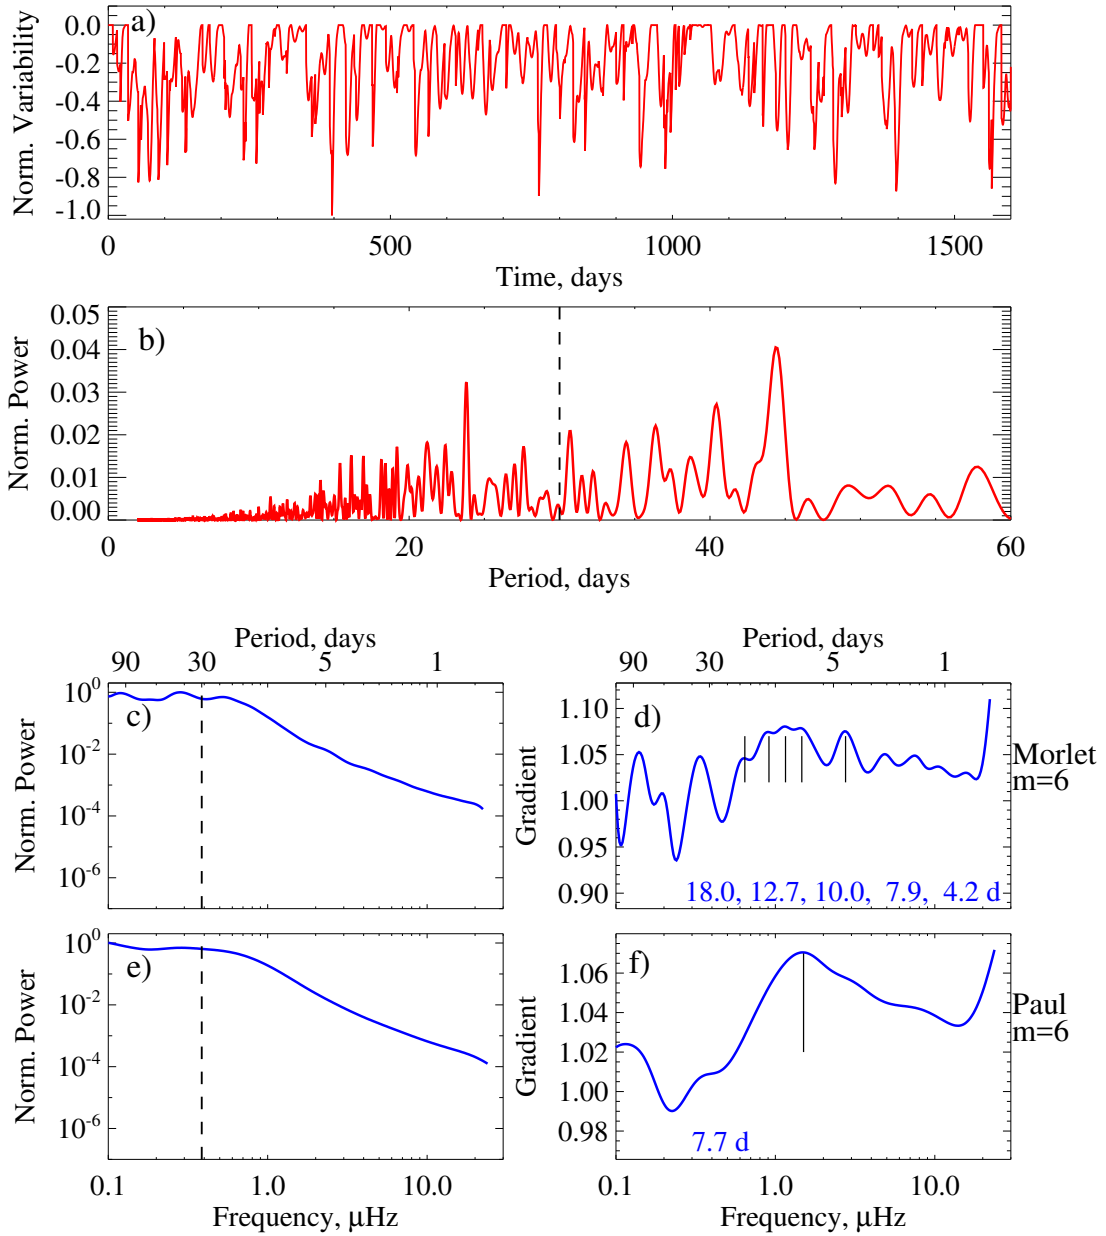 a)
Norm. Variability
0.0
-0.2
-0.4
-0.6
-0.8
-1.0
0 500 1000 1500
Time, days
b)
Norm. Power
0.05
0.04
0.03
0.02
0.01
0.00
0 20 40 60
Period, days
Period, days
90 30 5 1
c)
Norm. Power
10^0
10^-2
10^-4
10^-6
Period, days
90 30 5 1
d)
Gradient
1.10
1.05
1.00
0.95
0.90
18.0, 12.7, 10.0, 7.9, 4.2 d
Morlet
m=6
e)
Norm. Power
10^0
10^-2
10^-4
10^-6
0.1 1.0 10.0
Frequency, μHz
f)
Gradient
1.06
1.04
1.02
1.00
0.98
7.7 d
0.1 1.0 10.0
Frequency, μHz
Paul
m=6